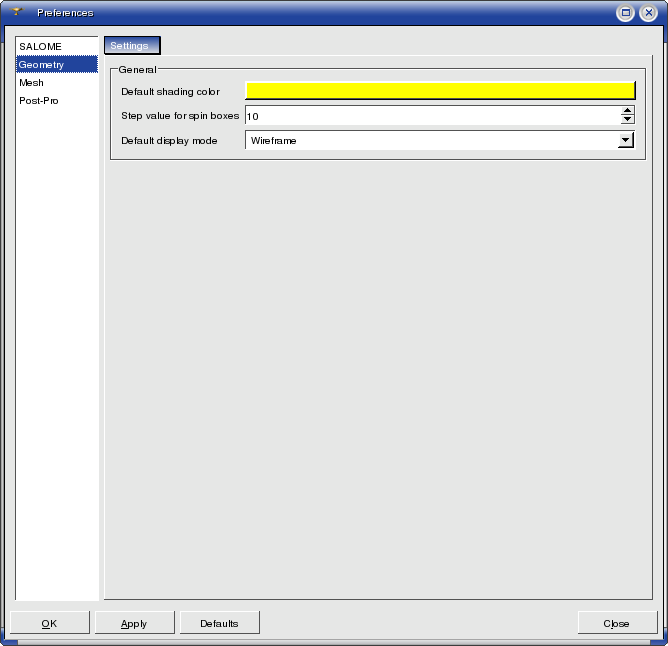 Preferences
SALOME
Geometry
Mesh
Post-Pro
Settings
General
Default shading color
Step value for spin boxes 10
Default display mode Wireframe
OK Apply Defaults Close